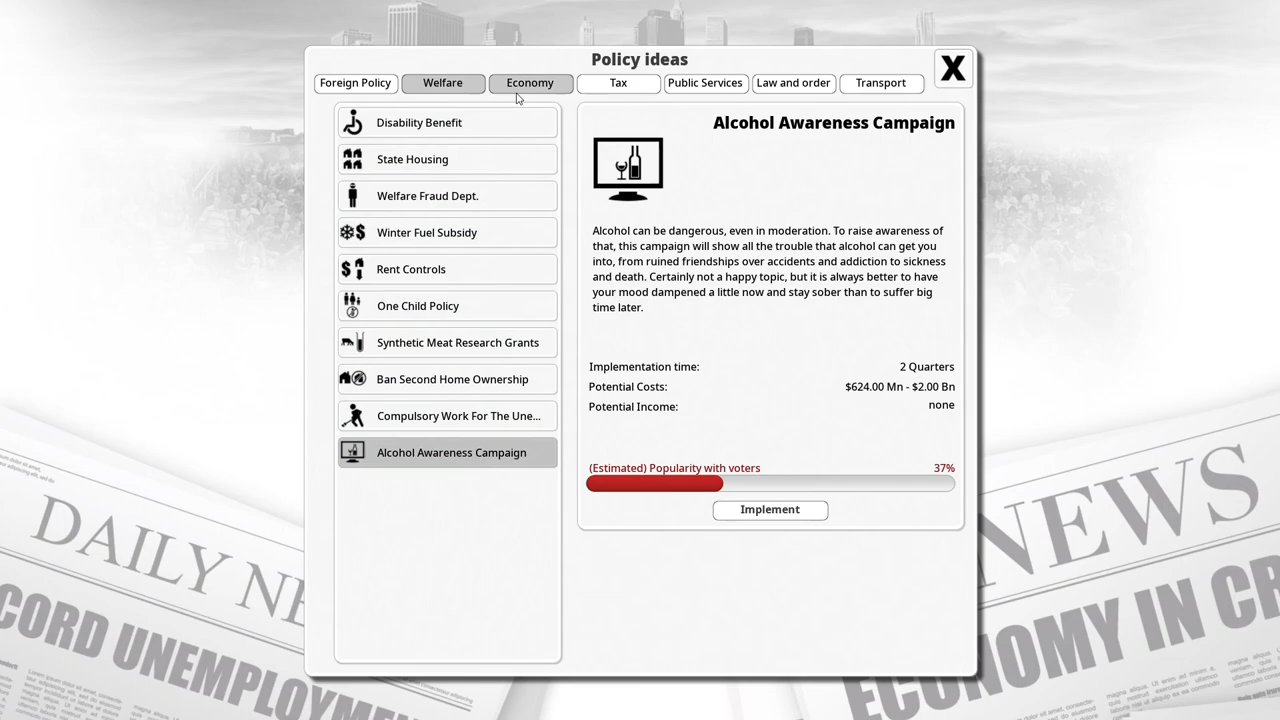 Policy ideas
X
Foreign Policy
Welfare
Economy
Tax
Public Services
Law and order
Transport
Disability Benefit
State Housing
Welfare Fraud Dept.
Winter Fuel Subsidy
Rent Controls
One Child Policy
Synthetic Meat Research Grants
Ban Second Home Ownership
Compulsory Work For The Une...
Alcohol Awareness Campaign
Alcohol Awareness Campaign
Alcohol can be dangerous, even in moderation. To raise awareness of
that, this campaign will show all the trouble that alcohol can get you
into, from ruined friendships over accidents and addiction to sickness
and death. Certainly not a happy topic, but it is always better to have
your mood dampened a little now and stay sober than to suffer big
time later.
Implementation time: 2 Quarters
Potential Costs: $624.00 Mn - $2.00 Bn
Potential Income: none
(Estimated) Popularity with voters 37%
Implement
DAILY NE
CORD UNEMPLOYM
NEWS
ECONOMY IN CR